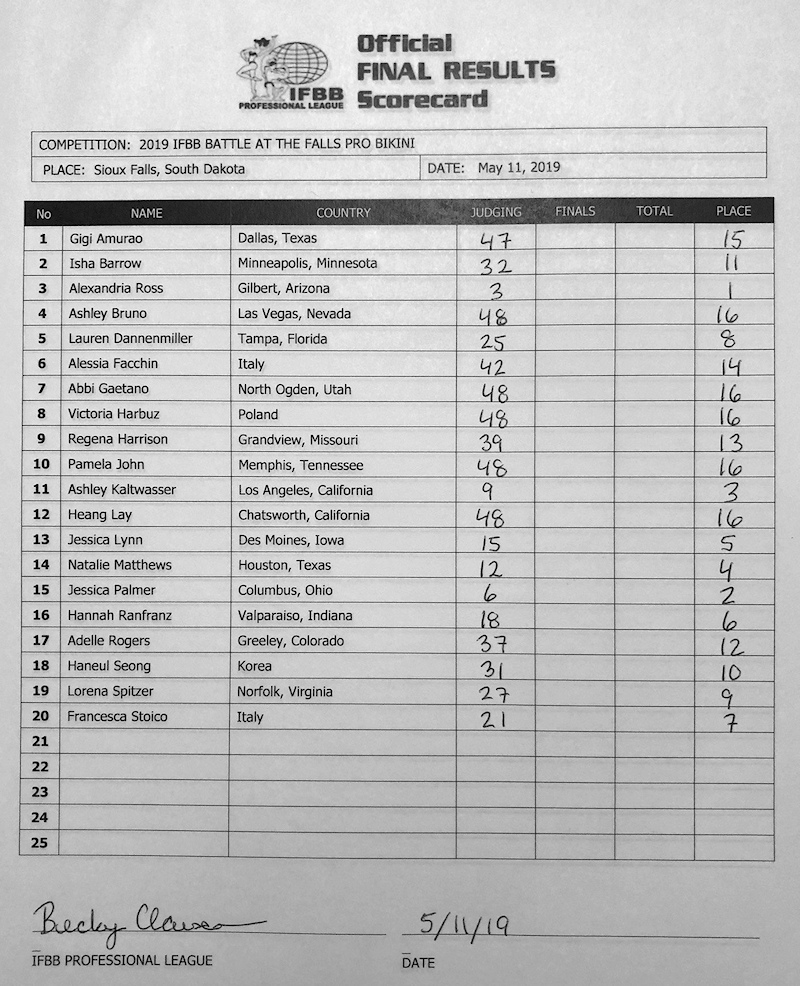 Official
FINAL RESULTS
Scorecard
IFBB
PROFESSIONAL LEAGUE
COMPETITION: 2019 IFBB BATTLE AT THE FALLS PRO BIKINI
PLACE: Sioux Falls, South Dakota DATE: May 11, 2019
No NAME COUNTRY JUDGING FINALS TOTAL PLACE
1 Gigi Amurao Dallas, Texas 47 15
2 Isha Barrow Minneapolis, Minnesota 32 11
3 Alexandria Ross Gilbert, Arizona 3 1
4 Ashley Bruno Las Vegas, Nevada 48 16
5 Lauren Dannenmiller Tampa, Florida 25 8
6 Alessia Facchin Italy 42 14
7 Abbi Gaetano North Ogden, Utah 48 16
8 Victoria Harbuz Poland 48 16
9 Regena Harrison Grandview, Missouri 39 13
10 Pamela John Memphis, Tennessee 48 16
11 Ashley Kaltwasser Los Angeles, California 9 3
12 Heang Lay Chatsworth, California 48 16
13 Jessica Lynn Des Moines, Iowa 15 5
14 Natalie Matthews Houston, Texas 12 4
15 Jessica Palmer Columbus, Ohio 6 2
16 Hannah Ranfranz Valparaiso, Indiana 18 6
17 Adelle Rogers Greeley, Colorado 37 12
18 Haneul Seong Korea 31 10
19 Lorena Spitzer Norfolk, Virginia 27 9
20 Francesca Stoico Italy 21 7
21
22
23
24
25
Becky 5/11/19
IFBB PROFESSIONAL LEAGUE DATE